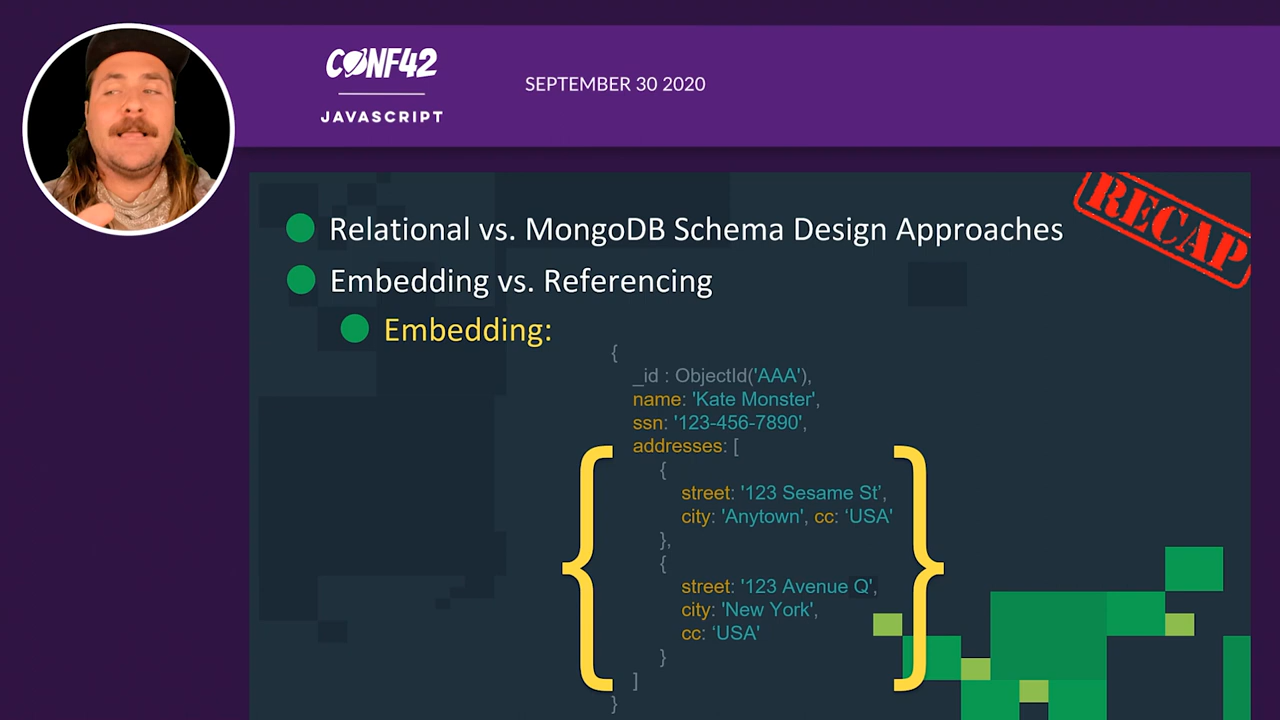 CONF42
JAVASCRIPT
SEPTEMBER 30 2020
RECAP
Relational vs. MongoDB Schema Design Approaches
Embedding vs. Referencing
Embedding:
{
_id : ObjectId('AAA'),
name: 'Kate Monster',
ssn: '123-456-7890',
addresses: [
{
street: '123 Sesame St’,
city: 'Anytown', cc: ‘USA'
},
{
street: '123 Avenue Q',
city: 'New York',
cc: ‘USA'
}
]
}